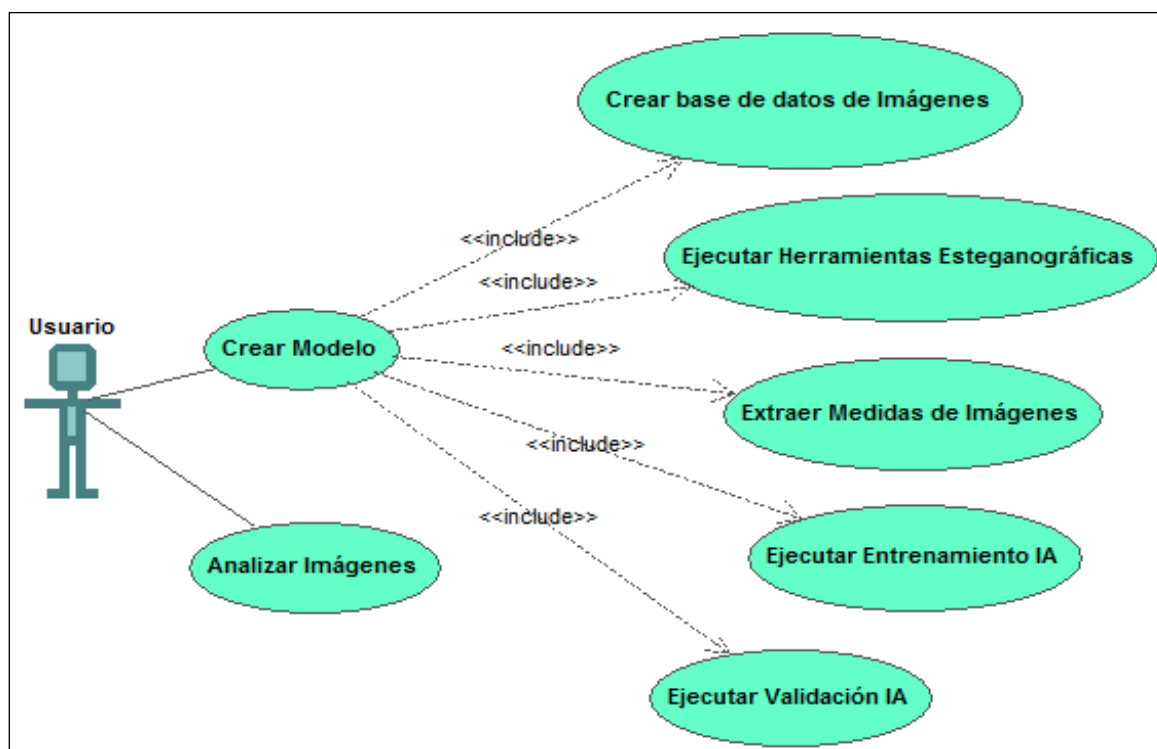 Crear base de datos de Imágenes
<<include>>
Ejecutar Herramientas Esteganográficas
<<include>>
Usuario
Crear Modelo
<<include>>
Extraer Medidas de Imágenes
<<include>>
<<include>>
Analizar Imágenes
Ejecutar Entrenamiento IA
Ejecutar Validación IA